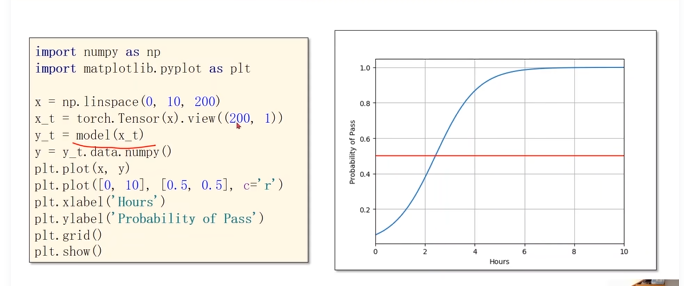 import numpy as np
import matplotlib.pyplot as plt
x = np.linspace(0, 10, 200)
x_t = torch.Tensor(x).view((200, 1))
y_t = model(x_t)
y = y_t.data.numpy()
plt.plot(x, y)
plt.plot([0, 10], [0.5, 0.5], c='r')
plt.xlabel('Hours')
plt.ylabel('Probability of Pass')
plt.grid()
plt.show()
Probability of Pass
1.0
0.8
0.6
0.4
0.2
0 2 4 6 8 10
Hours